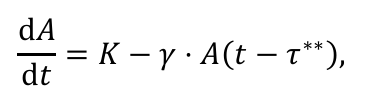 dA/dt = K − γ · A(t − τ**),